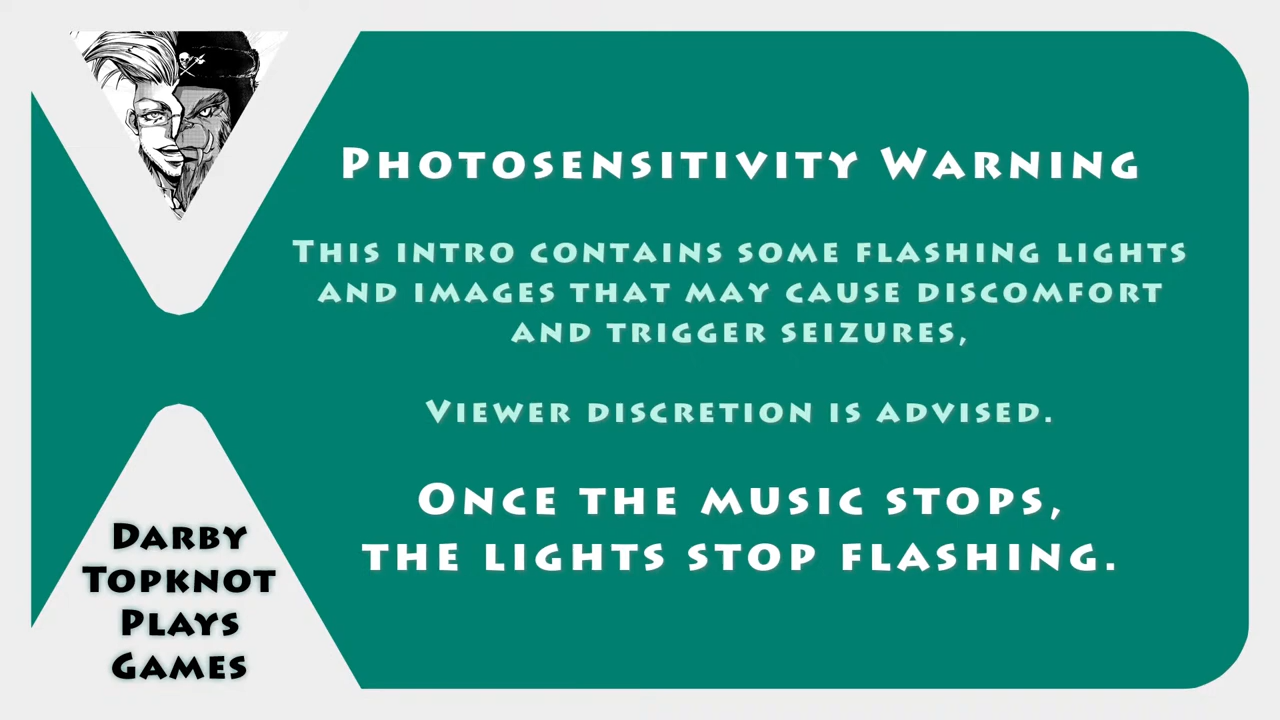 Photosensitivity Warning
This intro contains some flashing lights
and images that may cause discomfort
and trigger seizures,
Viewer discretion is advised.
Once the music stops,
the lights stop flashing.
Darby
Topknot
Plays
Games